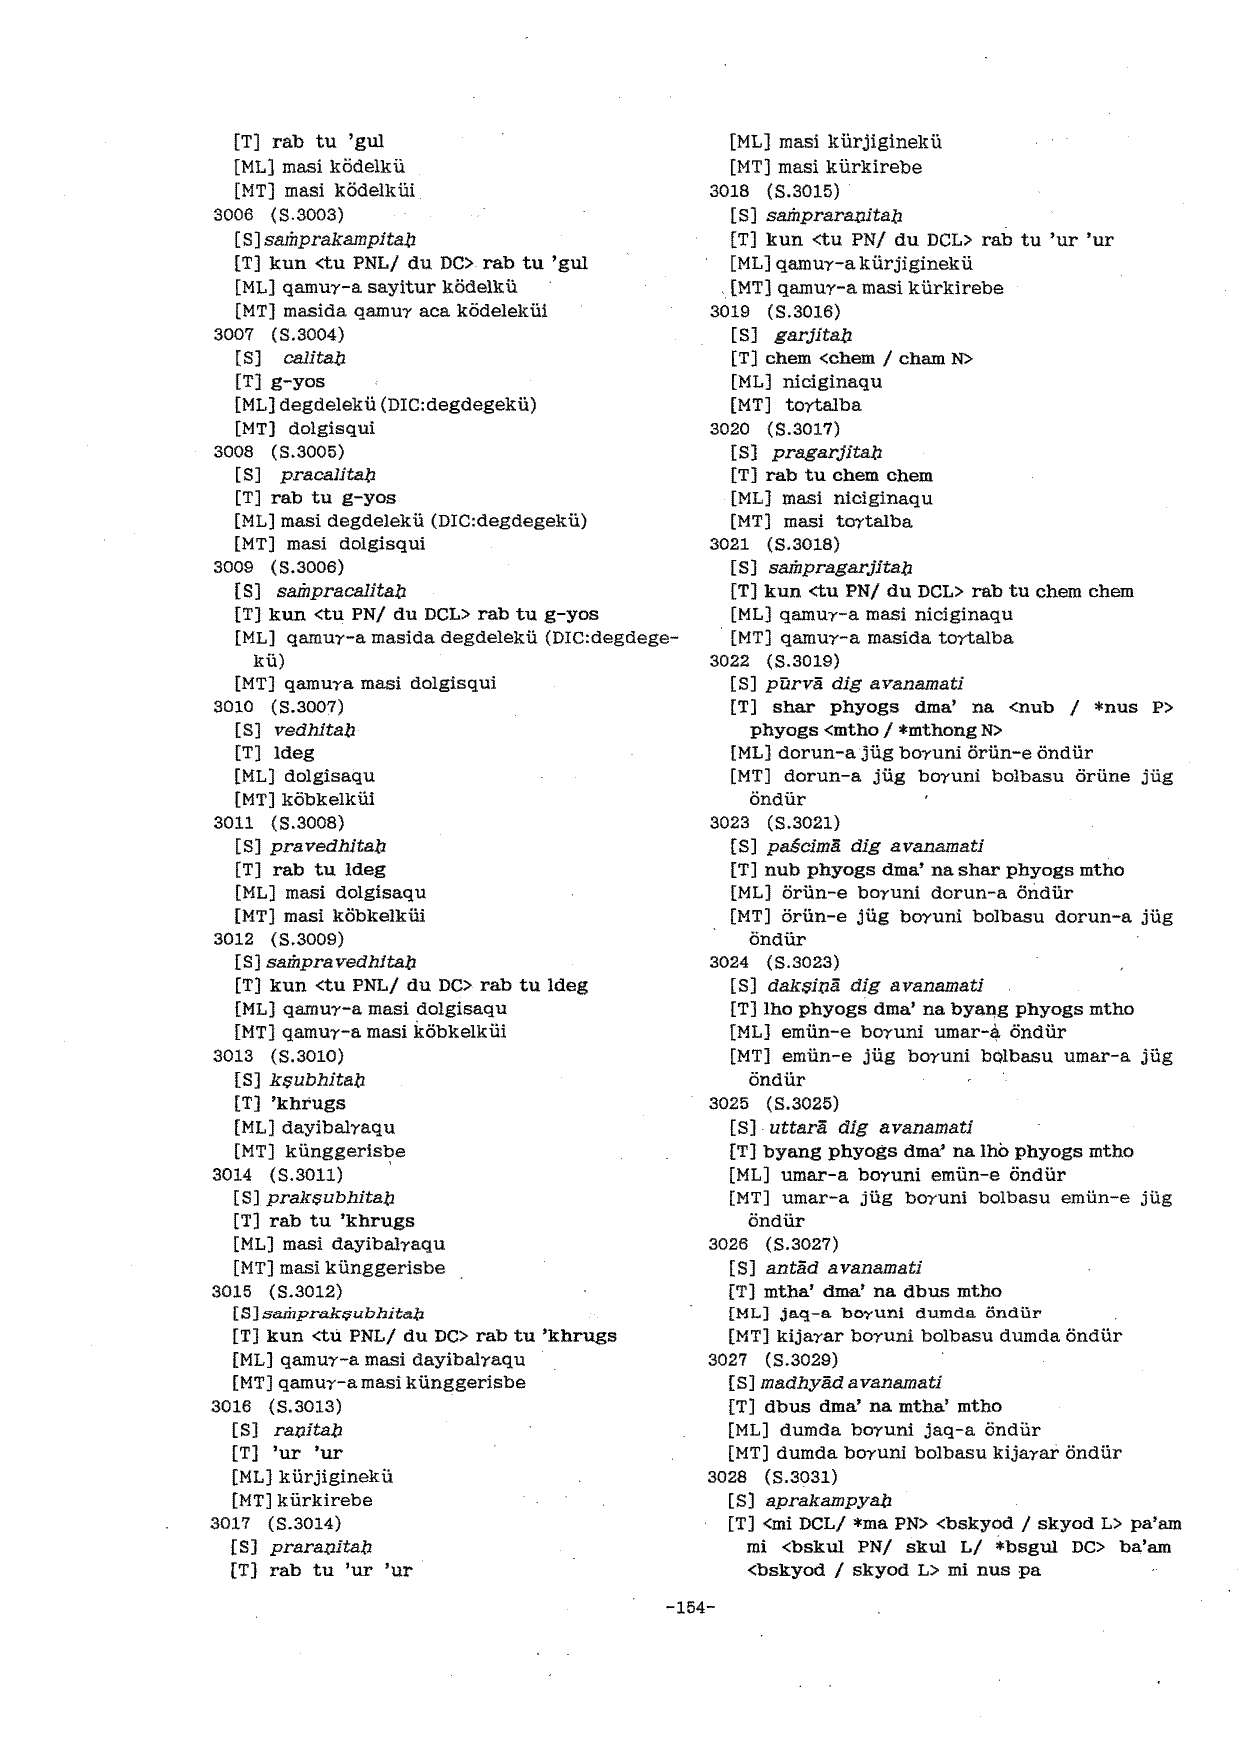 [T] rab tu ’gul
[ML] masi ködelkü
[MT] masi ködelküi
3006 (S.3003)
[S] saṁprakampitaḥ
[T] kun <tu PNL/ du DC> rab tu ’gul
[ML] qamuγ-a sayitur ködelkü
[MT] masida qamuγ aca ködeleküi
3007 (S.3004)
[S] calitaḥ
[T] g-yos
[ML] degdelekü (DIC:degdegekü)
[MT] dolgisqui
3008 (S.3005)
[S] pracalitaḥ
[T] rab tu g-yos
[ML] masi degdelekü (DIC:degdegekü)
[MT] masi dolgisqui
3009 (S.3006)
[S] saṁpracalitaḥ
[T] kun <tu PN/ du DCL> rab tu g-yos
[ML] qamuγ-a masida degdelekü (DIC:degdege-
kü)
[MT] qamuγa masi dolgisqui
3010 (S.3007)
[S] vedhitaḥ
[T] ldeg
[ML] dolgisaqu
[MT] köbkelküi
3011 (S.3008)
[S] pravedhitaḥ
[T] rab tu ldeg
[ML] masi dolgisaqu
[MT] masi köbkelküi
3012 (S.3009)
[S] saṁpravedhitaḥ
[T] kun <tu PNL/ du DC> rab tu ldeg
[ML] qamuγ-a masi dolgisaqu
[MT] qamuγ-a masi köbkelküi
3013 (S.3010)
[S] kṣubhitaḥ
[T] ’khrugs
[ML] dayibalγaqu
[MT] künggerisbe
3014 (S.3011)
[S] prakṣubhitaḥ
[T] rab tu ’khrugs
[ML] masi dayibalγaqu
[MT] masi künggerisbe
3015 (S.3012)
[S] saṁprakṣubhitaḥ
[T] kun <tu PNL/ du DC> rab tu ’khrugs
[ML] qamuγ-a masi dayibalγaqu
[MT] qamuγ-a masi künggerisbe
3016 (S.3013)
[S] raṇitaḥ
[T] ’ur ’ur
[ML] kürjiginekü
[MT] kürkirebe
3017 (S.3014)
[S] praraṇitaḥ
[T] rab tu ’ur ’ur
[ML] masi kürjiginekü
[MT] masi kürkirebe
3018 (S.3015)
[S] saṁpraraṇitaḥ
[T] kun <tu PN/ du DCL> rab tu ’ur ’ur
[ML] qamuγ-a kürjiginekü
[MT] qamuγ-a masi kürkirebe
3019 (S.3016)
[S] garjitaḥ
[T] chem <chem / cham N>
[ML] niciginaqu
[MT] toγtalba
3020 (S.3017)
[S] pragarjitaḥ
[T] rab tu chem chem
[ML] masi niciginaqu
[MT] masi toγtalba
3021 (S.3018)
[S] saṁpragarjitaḥ
[T] kun <tu PN/ du DCL> rab tu chem chem
[ML] qamuγ-a masi niciginaqu
[MT] qamuγ-a masida toγtalba
3022 (S.3019)
[S] pūrvā dig avanamati
[T] shar phyogs dma’ na <nub / *nus P>
phyogs <mtho / *mthong N>
[ML] dorun-a jüg boγuni örün-e öndür
[MT] dorun-a jüg boγuni bolbasu örüne jüg
öndür
3023 (S.3021)
[S] paścimā dig avanamati
[T] nub phyogs dma’ na shar phyogs mtho
[ML] örün-e boγuni dorun-a öndür
[MT] örün-e jüg boγuni bolbasu dorun-a jüg
öndür
3024 (S.3023)
[S] dakṣiṇā dig avanamati
[T] lho phyogs dma’ na byang phyogs mtho
[ML] emün-e boγuni umar-a öndür
[MT] emün-e jüg boγuni bolbasu umar-a jüg
öndür
3025 (S.3025)
[S] uttarā dig avanamati
[T] byang phyogs dma’ na lho phyogs mtho
[ML] umar-a boγuni emün-e öndür
[MT] umar-a jüg boγuni bolbasu emün-e jüg
öndür
3026 (S.3027)
[S] antād avanamati
[T] mtha’ dma’ na dbus mtho
[ML] jaq-a boγuni dumda öndür
[MT] kijaγar boγuni bolbasu dumda öndür
3027 (S.3029)
[S] madhyād avanamati
[T] dbus dma’ na mtha’ mtho
[ML] dumda boγuni jaq-a öndür
[MT] dumda boγuni bolbasu kijaγar öndür
3028 (S.3031)
[S] aprakampyaḥ
[T] <mi DCL/ *ma PN> <bskyod / skyod L> pa’am
mi <bskul PN/ skul L/ *bsgul DC> ba’am
<bskyod / skyod L> mi nus pa
-154-